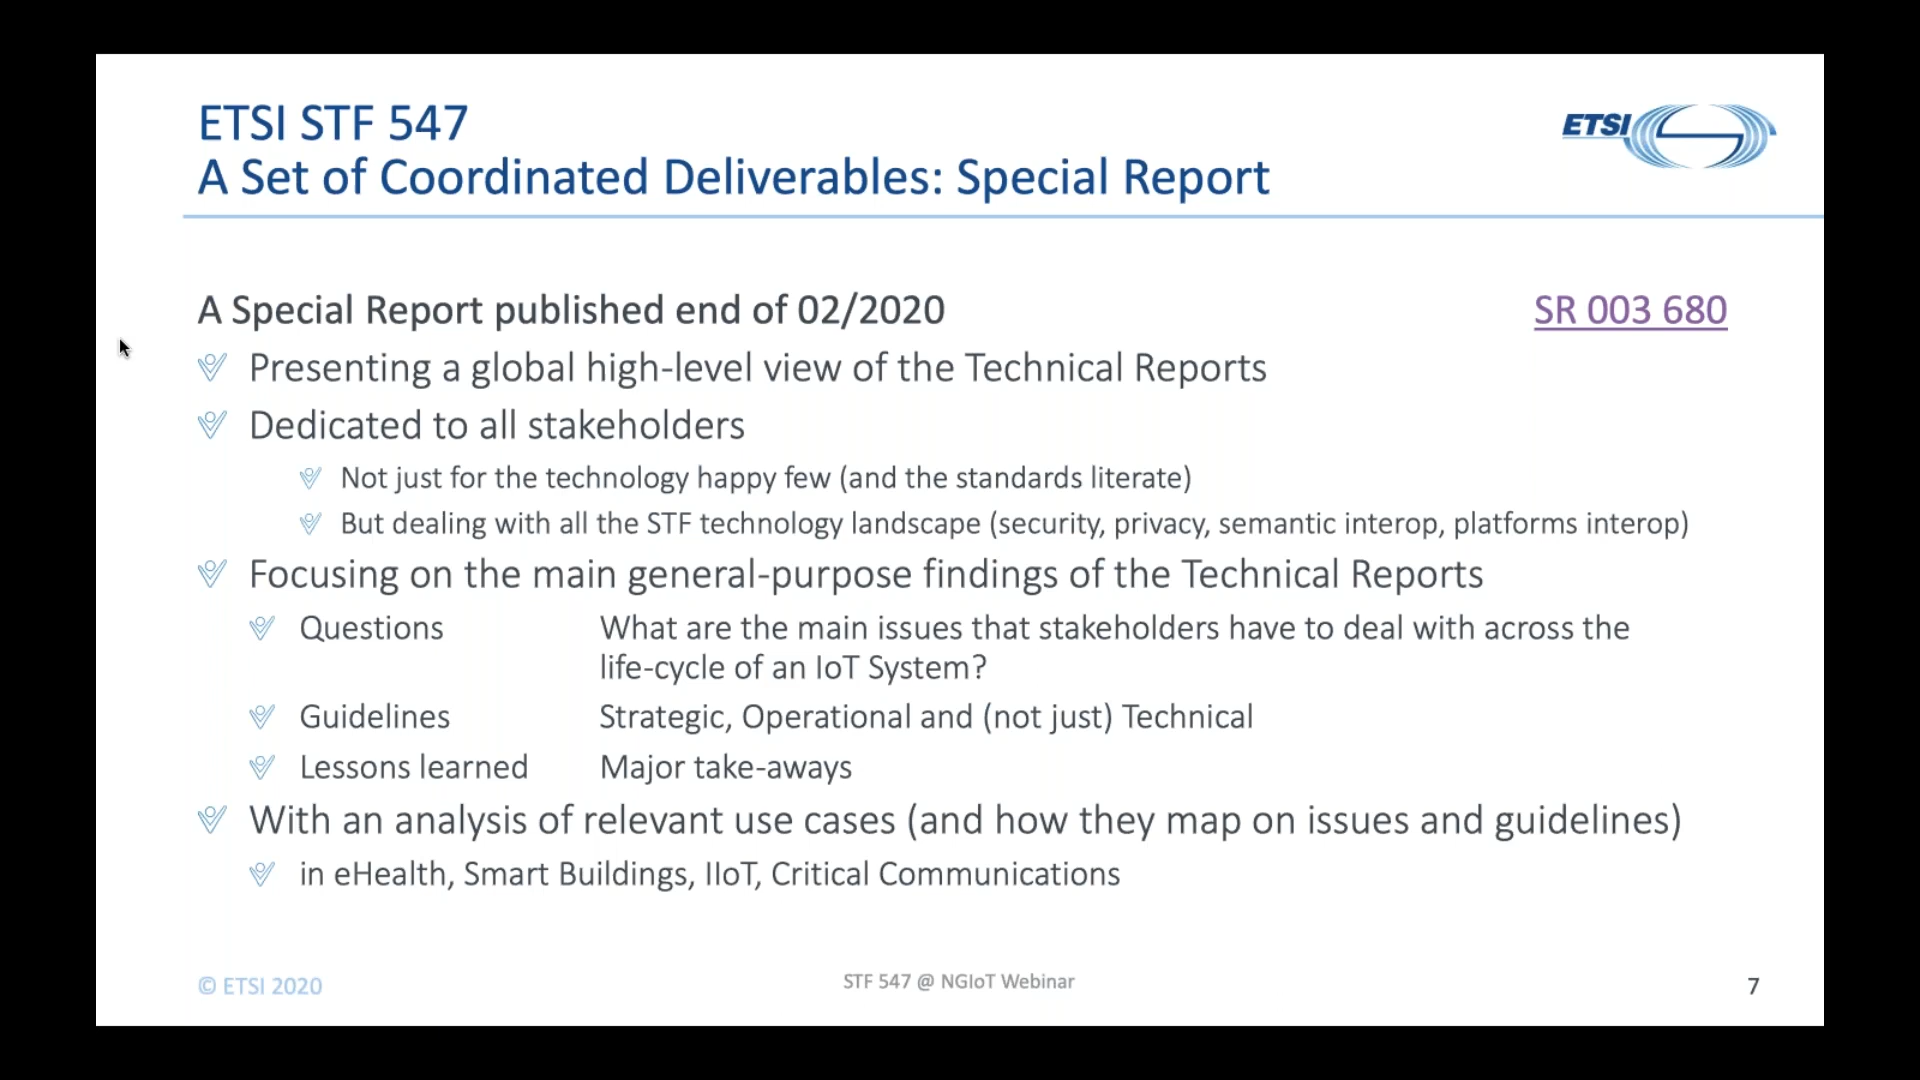 ETSI STF 547
A Set of Coordinated Deliverables: Special Report
ETSI
A Special Report published end of 02/2020
SR 003 680
Presenting a global high-level view of the Technical Reports
Dedicated to all stakeholders
Not just for the technology happy few (and the standards literate)
But dealing with all the STF technology landscape (security, privacy, semantic interop, platforms interop)
Focusing on the main general-purpose findings of the Technical Reports
Questions What are the main issues that stakeholders have to deal with across the
life-cycle of an IoT System?
Guidelines Strategic, Operational and (not just) Technical
Lessons learned Major take-aways
With an analysis of relevant use cases (and how they map on issues and guidelines)
in eHealth, Smart Buildings, IIoT, Critical Communications
© ETSI 2020
STF 547 @ NGIoT Webinar
7